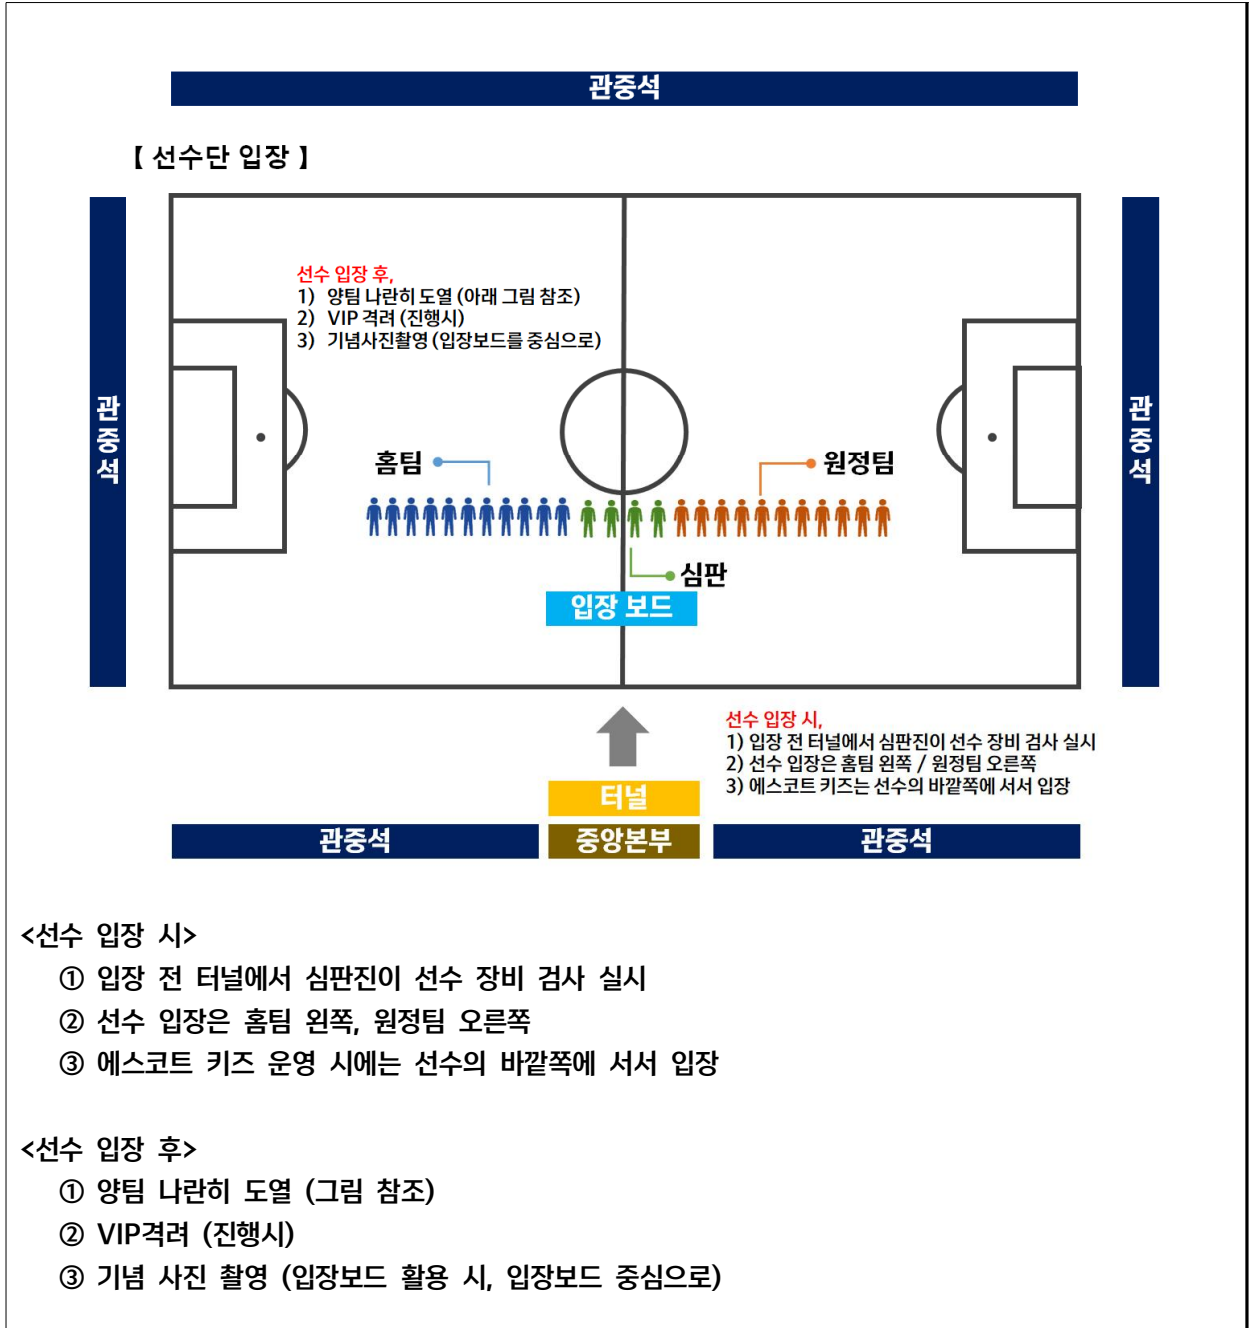 관중석
【 선수단 입장 】
선수 입장 후,
1) 양팀 나란히 도열 (아래 그림 참조)
2) VIP 격려 (진행시)
3) 기념사진촬영 (입장보드를 중심으로)
관중석
관중석
홈팀
원정팀
심판
입장 보드
선수 입장 시,
1) 입장 전 터널에서 심판진이 선수 장비 검사 실시
2) 선수 입장은 홈팀 왼쪽 / 원정팀 오른쪽
3) 에스코트 키즈는 선수의 바깥쪽에 서서 입장
터널
관중석
중앙본부
관중석
<선수 입장 시>
① 입장 전 터널에서 심판진이 선수 장비 검사 실시
② 선수 입장은 홈팀 왼쪽, 원정팀 오른쪽
③ 에스코트 키즈 운영 시에는 선수의 바깥쪽에 서서 입장
<선수 입장 후>
① 양팀 나란히 도열 (그림 참조)
② VIP격려 (진행시)
③ 기념 사진 촬영 (입장보드 활용 시, 입장보드 중심으로)